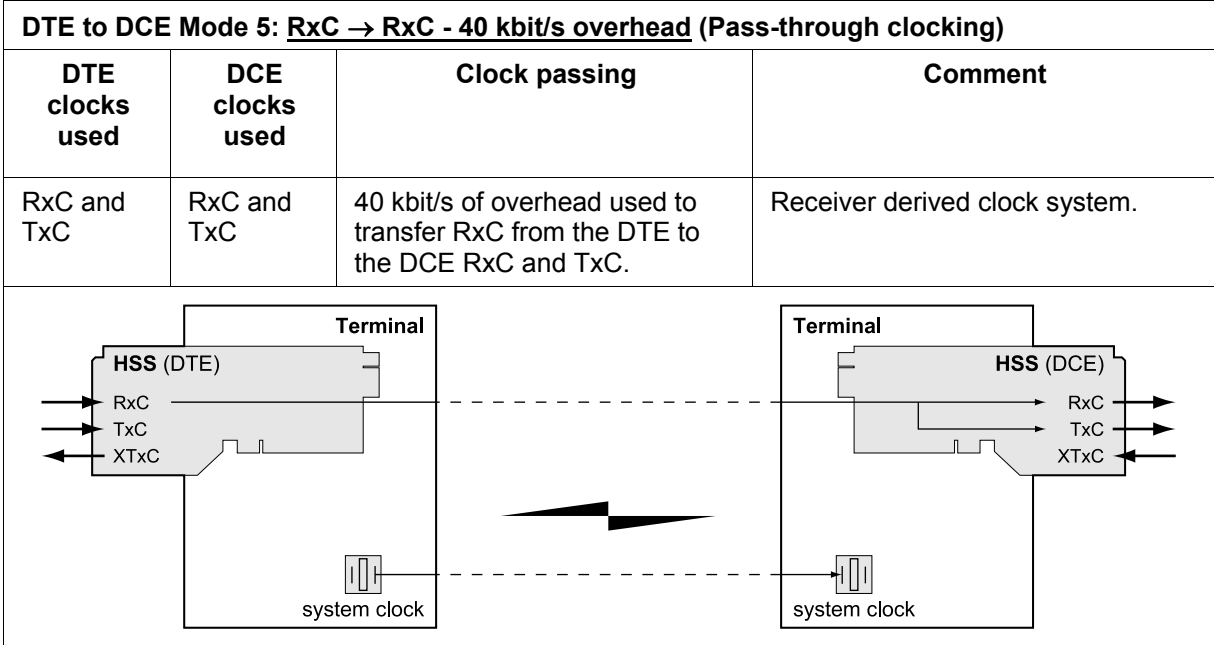 DTE to DCE Mode 5: RxC → RxC - 40 kbit/s overhead (Pass-through clocking)
DTE
clocks
used
DCE
clocks
used
Clock passing
Comment
RxC and
TxC
RxC and
TxC
40 kbit/s of overhead used to
transfer RxC from the DTE to
the DCE RxC and TxC.
Receiver derived clock system.
Terminal
HSS (DTE)
RxC
TxC
XTxC
system clock
Terminal
HSS (DCE)
RxC
TxC
XTxC
system clock